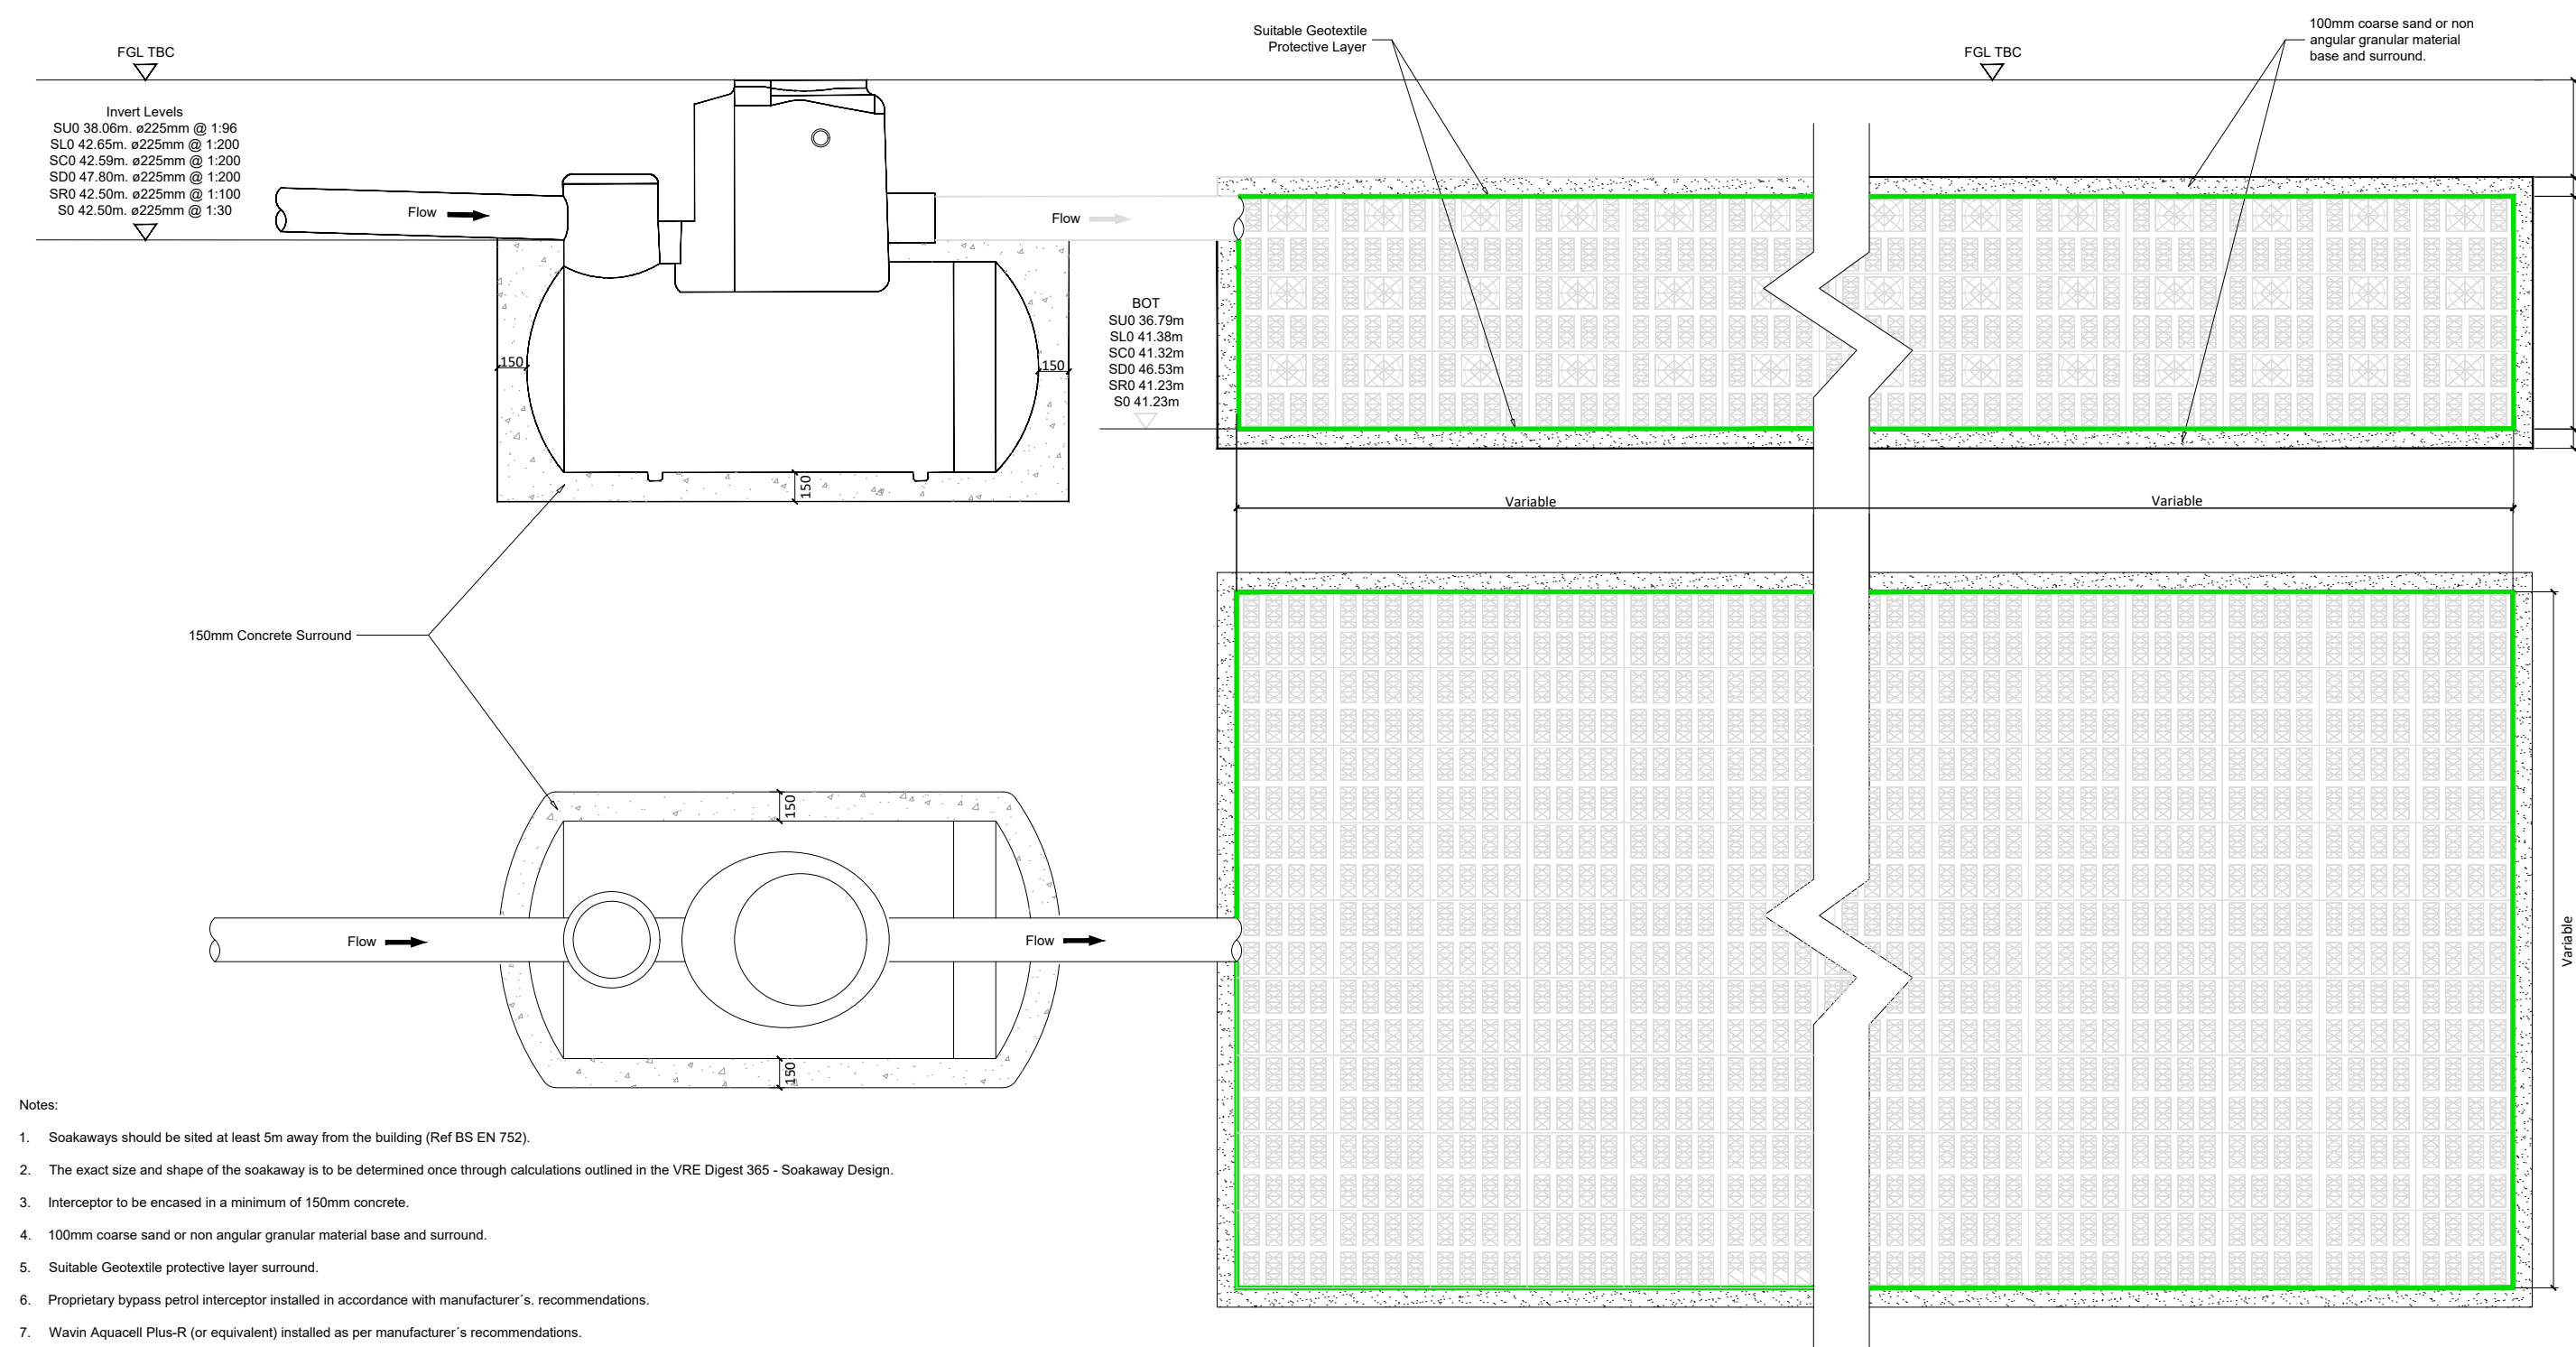 FGL TBC
Invert Levels
SU0 38.06m. ø225mm @ 1:96
SL0 42.65m. ø225mm @ 1:200
SC0 42.59m. ø225mm @ 1:200
SD0 47.80m. ø225mm @ 1:200
SR0 42.50m. ø225mm @ 1:100
S0 42.50m. ø225mm @ 1:30
Flow
Flow
Suitable Geotextile
Protective Layer
FGL TBC
100mm coarse sand or non
angular granular material
base and surround.
150
150
150
BOT
SU0 36.79m
SL0 41.38m
SC0 41.32m
SD0 46.53m
SR0 41.23m
S0 41.23m
Variable
Variable
150mm Concrete Surround
150
Flow
Flow
150
Variable
Notes:
1. Soakaways should be sited at least 5m away from the building (Ref BS EN 752).
2. The exact size and shape of the soakaway is to be determined once through calculations outlined in the VRE Digest 365 - Soakaway Design.
3. Interceptor to be encased in a minimum of 150mm concrete.
4. 100mm coarse sand or non angular granular material base and surround.
5. Suitable Geotextile protective layer surround.
6. Proprietary bypass petrol interceptor installed in accordance with manufacturer´s. recommendations.
7. Wavin Aquacell Plus-R (or equivalent) installed as per manufacturer´s recommendations.